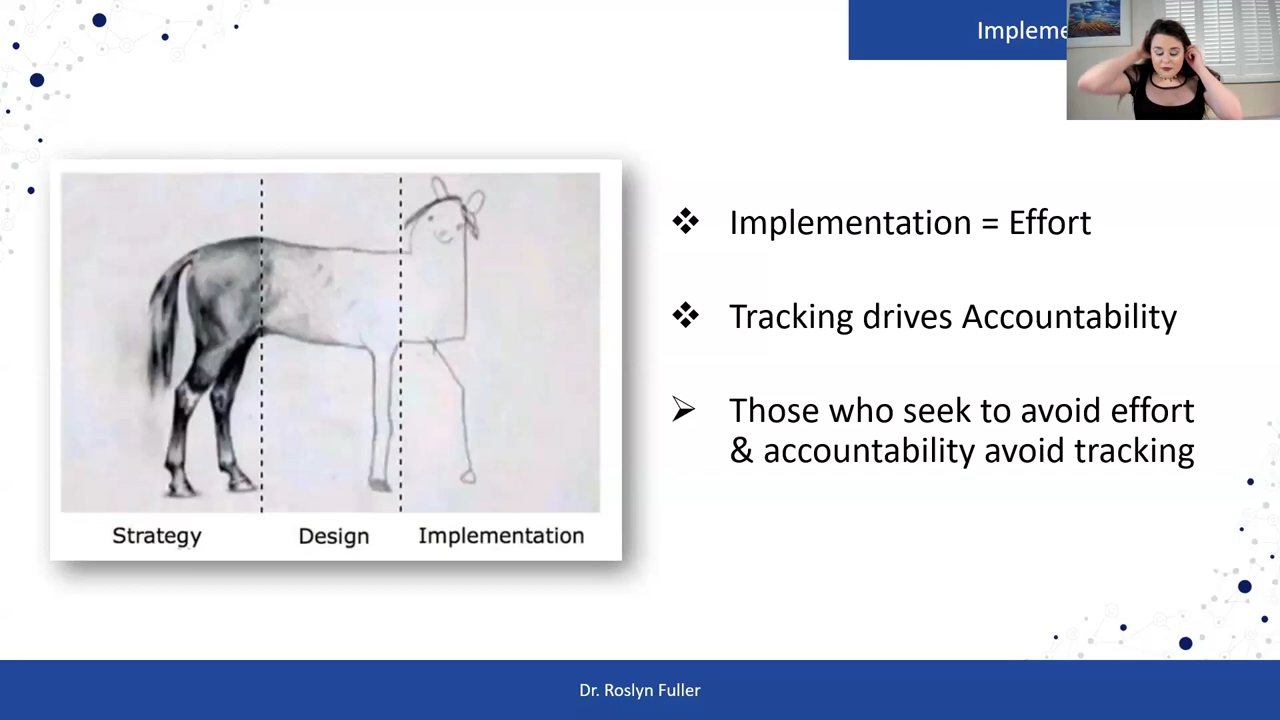 Impleme
Implementation = Effort
Tracking drives Accountability
Those who seek to avoid effort
& accountability avoid tracking
Strategy Design Implementation
Dr. Roslyn Fuller